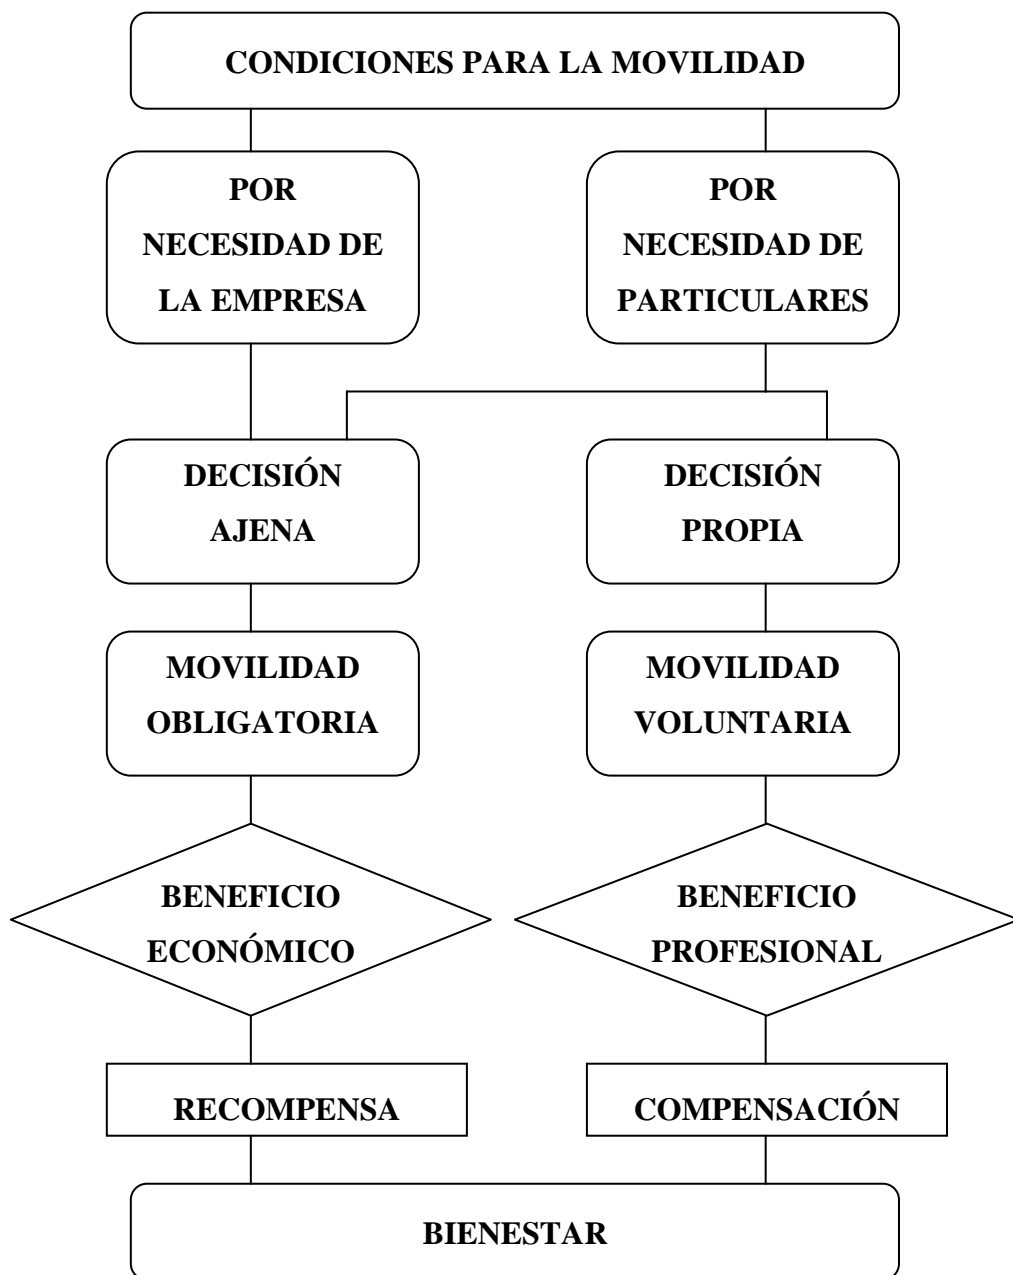 CONDICIONES PARA LA MOVILIDAD
POR
NECESIDAD DE
LA EMPRESA
POR
NECESIDAD DE
PARTICULARES
DECISIÓN
AJENA
DECISIÓN
PROPIA
MOVILIDAD
OBLIGATORIA
MOVILIDAD
VOLUNTARIA
BENEFICIO
ECONÓMICO
BENEFICIO
PROFESIONAL
RECOMPENSA
COMPENSACIÓN
BIENESTAR